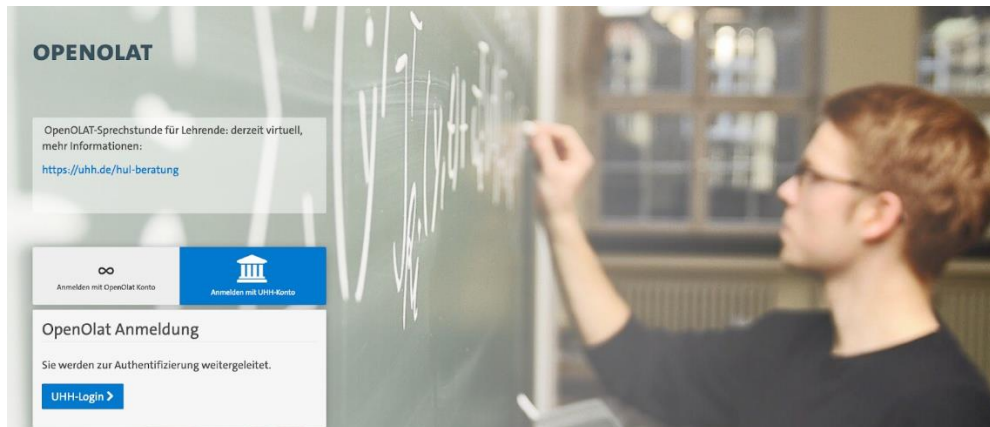 OPENOLAT
OpenOLAT-Sprechstunde für Lehrende: derzeit virtuell,
mehr Informationen:
https://uhh.de/hul-beratung
Anmelden mit OpenOlat Konto
Anmelden mit UHH-Konto
OpenOlat Anmeldung
Sie werden zur Authentifizierung weitergeleitet.
UHH-Login